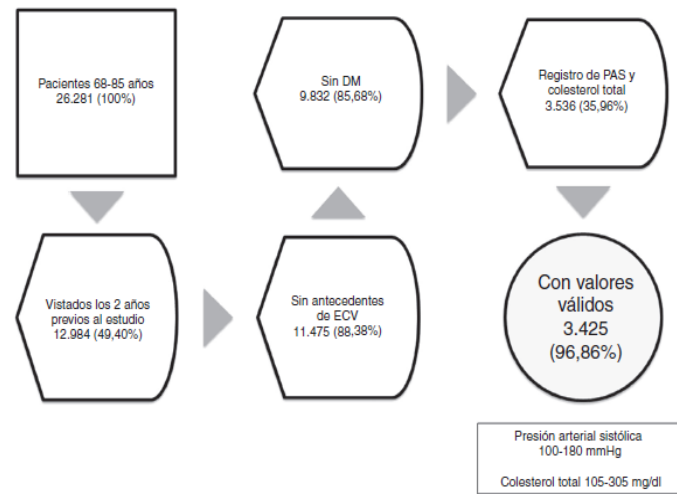 Pacientes 68-85 años
26.281 (100%)
Vistados los 2 años
previos al estudio
12.984 (49,40%)
Sin antecedentes
de ECV
11.475 (88,38%)
Sin DM
9.832 (85,68%)
Registro de PAS y
colesterol total
3.536 (35,96%)
Con valores
válidos
3.425
(96,86%)
Presión arterial sistólica
100-180 mmHg
Colesterol total 105-305 mg/dl